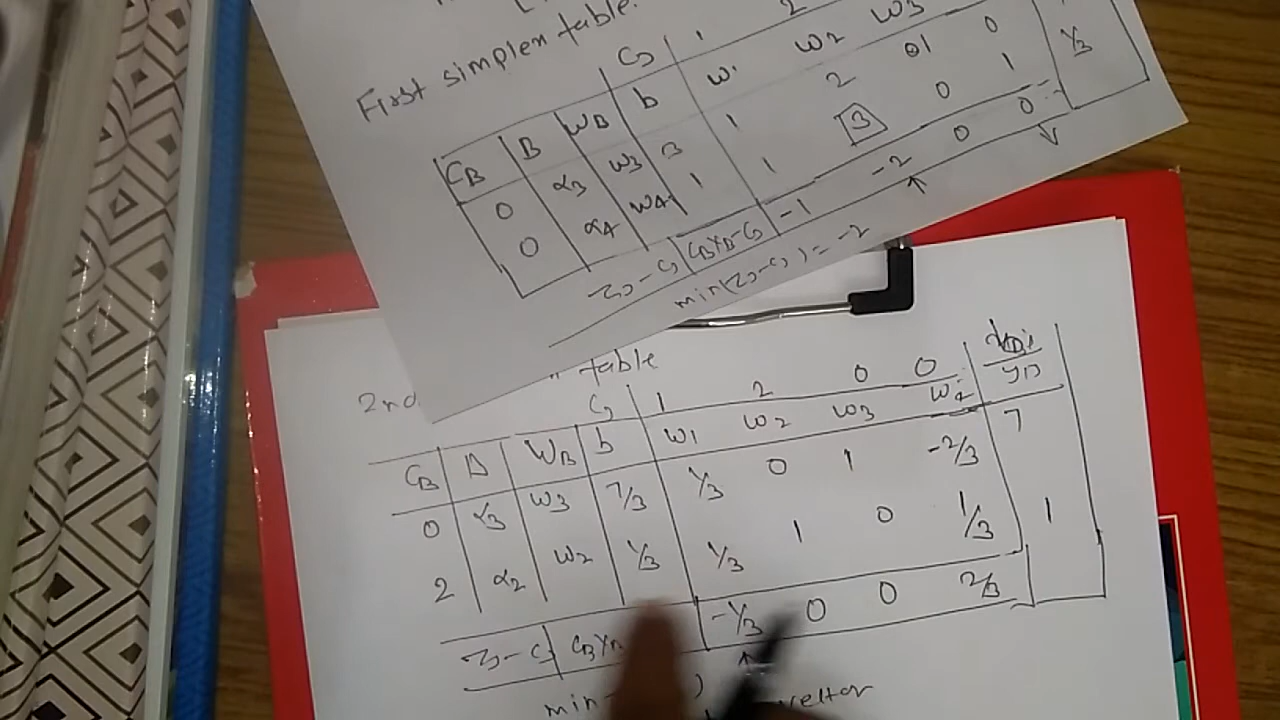 First simplex table.
Cj 1 2
CB B WB b W1 W2 W3
0 α3 W3 3 1 2 01 0
0 α4 W4 1 1 3 0 1 1/3
Zj-Cj CBYB-Cj -1 -2 0 0
min(Zj-Cj) = -2
2nd table
Cj 1 2 0 0
CB B WB b W1 W2 W3 W4
0 α3 W3 7/3 1/3 0 1 -2/3 7
2 α2 W2 1/3 1/3 1 0 1/3 1
Zj-Cj CBYB -1/3 0 0 2/3
min